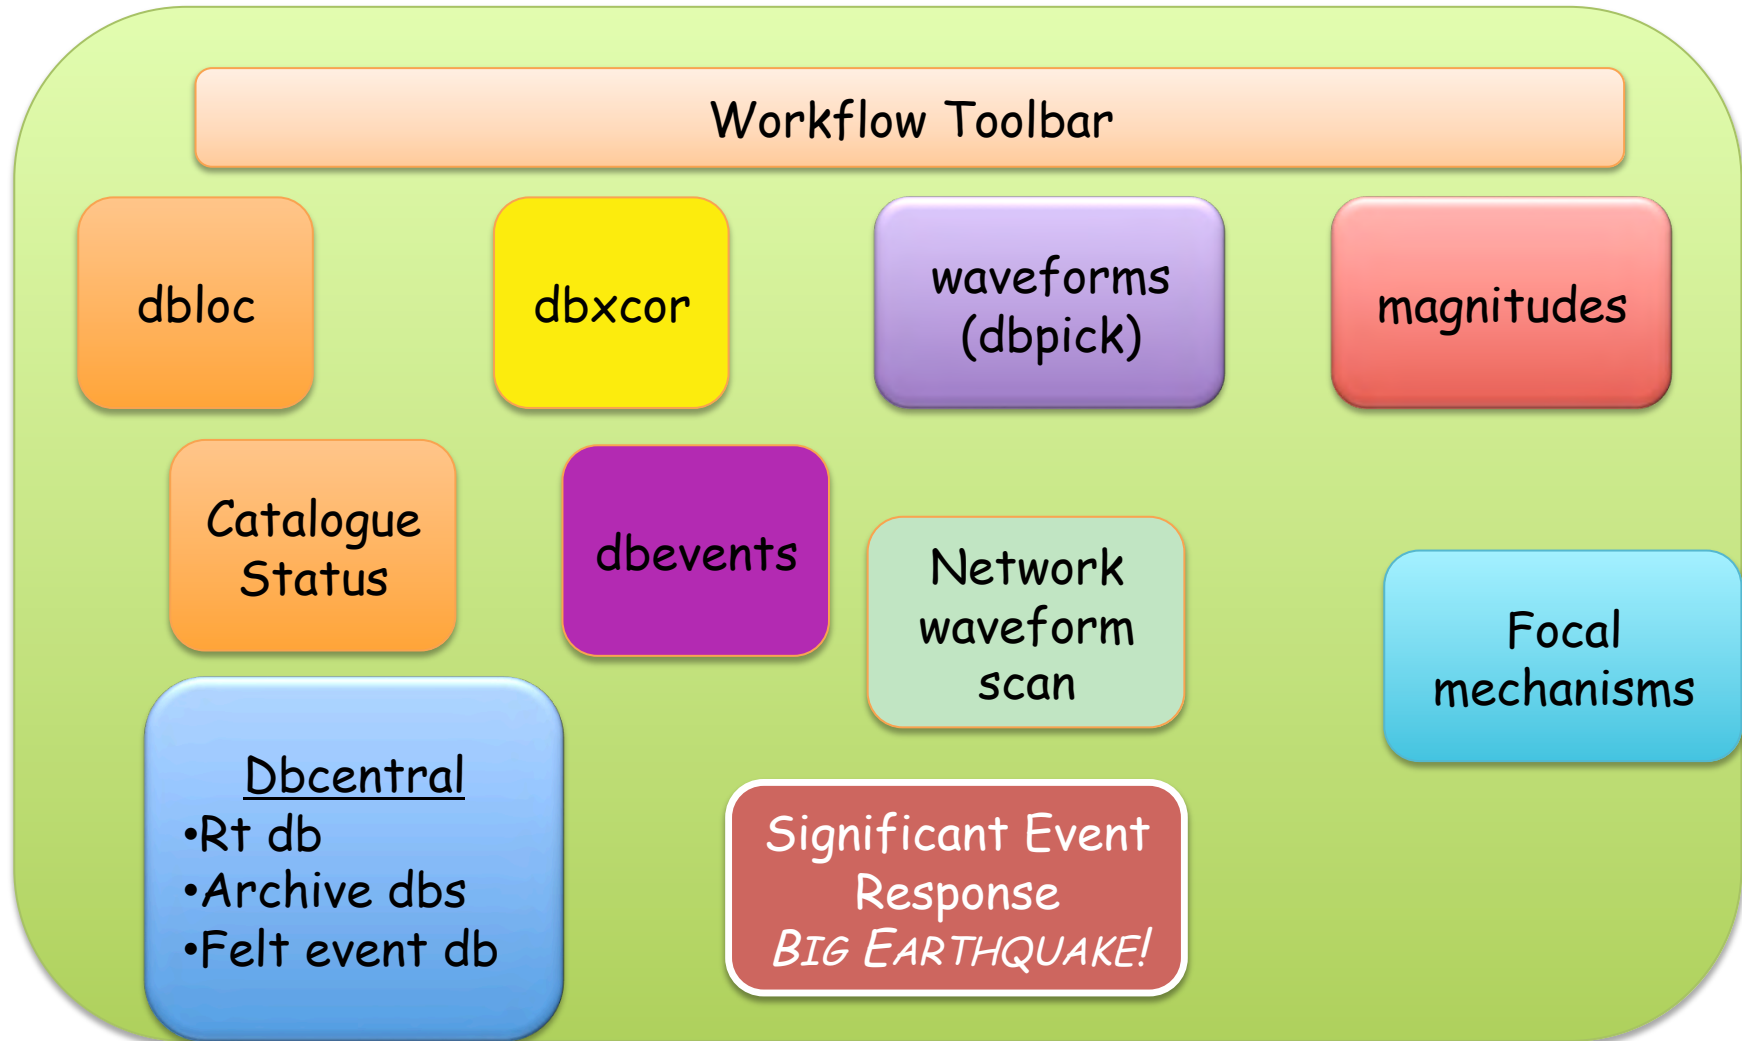 Workflow Toolbar
dbloc
dbxcor
waveforms
(dbpick)
magnitudes
Catalogue
Status
dbevents
Network
waveform
scan
Focal
mechanisms
Dbcentral
•Rt db
•Archive dbs
•Felt event db
Significant Event
Response
BIG EARTHQUAKE!